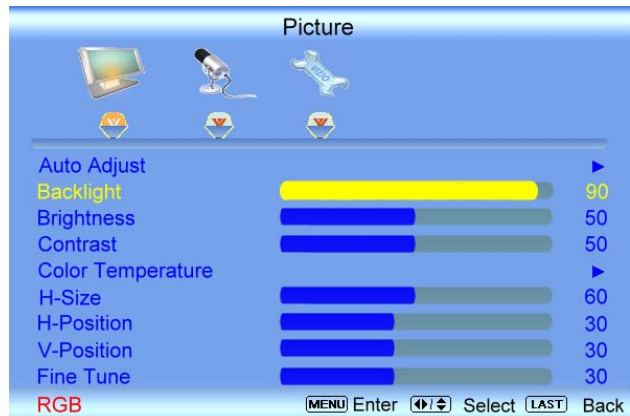 Picture
VIZIO
Auto Adjust
Backlight 90
Brightness 50
Contrast 50
Color Temperature
H-Size 60
H-Position 30
V-Position 30
Fine Tune 30
RGB MENU Enter Select LAST Back